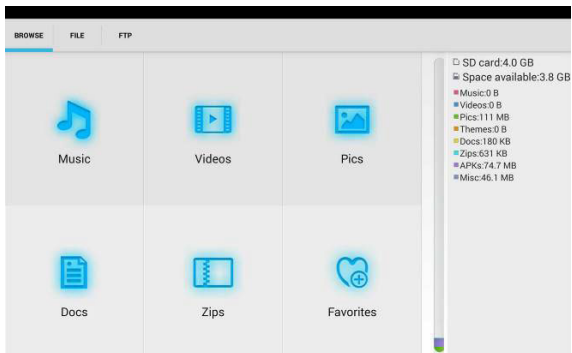 BROWSE FILE FTP
Music Videos Pics
Docs Zips Favorites
SD card:4.0 GB
Space available:3.8 GB
Music:0 B
Videos:0 B
Pics:111 MB
Themes:0 B
Docs:180 KB
Zips:631 KB
APKs:74.7 MB
Misc:46.1 MB